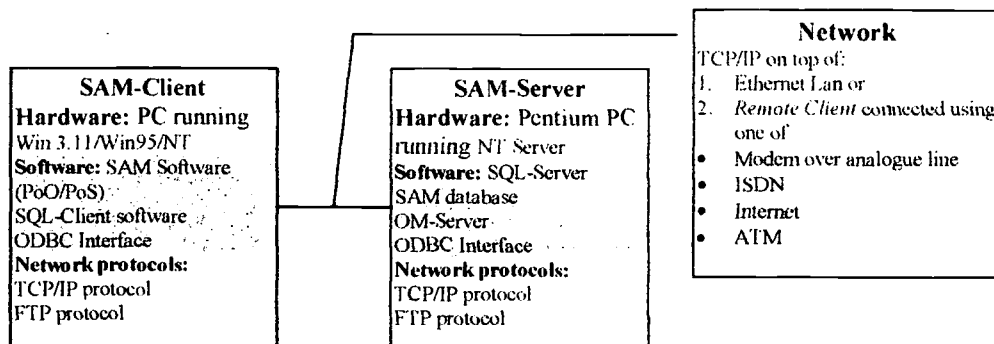 SAM-Client
Hardware: PC running
Win 3.11/Win95/NT
Software: SAM Software
(PoO/PoS)
SQL-Client software
ODBC Interface
Network protocols:
TCP/IP protocol
FTP protocol
SAM-Server
Hardware: Pentium PC
running NT Server
Software: SQL-Server
SAM database
OM-Server
ODBC Interface
Network protocols:
TCP/IP protocol
FTP protocol
Network
TCP/IP on top of:
1. Ethernet Lan or
2. Remote Client connected using
one of
• Modem over analogue line
• ISDN
• Internet
• ATM